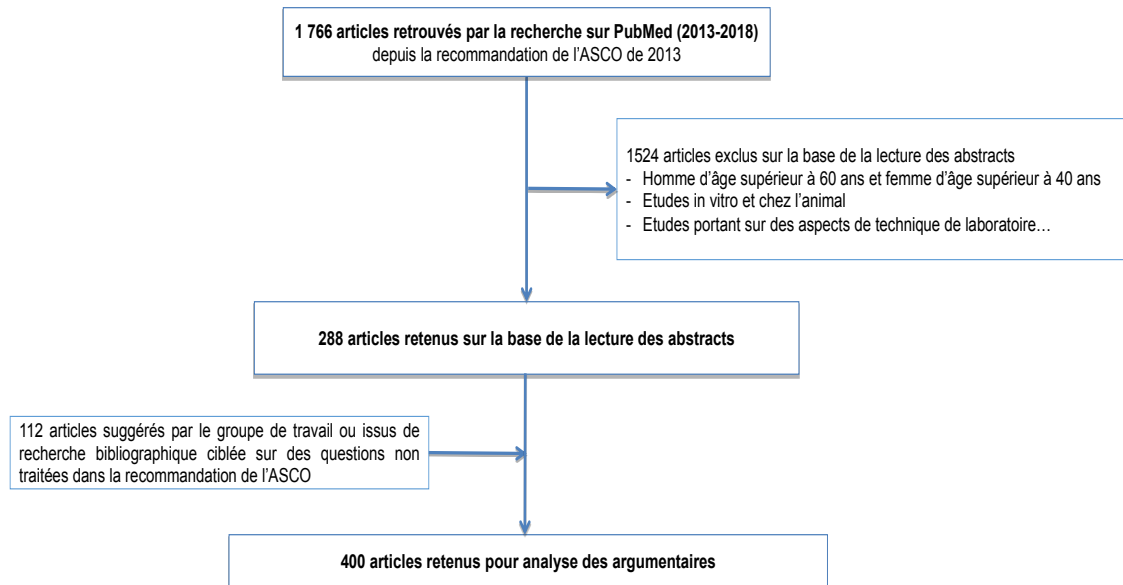 1 766 articles retrouvés par la recherche sur PubMed (2013-2018)
depuis la recommandation de l’ASCO de 2013
1524 articles exclus sur la base de la lecture des abstracts
- Homme d’âge supérieur à 60 ans et femme d’âge supérieur à 40 ans
- Etudes in vitro et chez l’animal
- Etudes portant sur des aspects de technique de laboratoire…
288 articles retenus sur la base de la lecture des abstracts
112 articles suggérés par le groupe de travail ou issus de
recherche bibliographique ciblée sur des questions non
traitées dans la recommandation de l’ASCO
400 articles retenus pour analyse des argumentaires